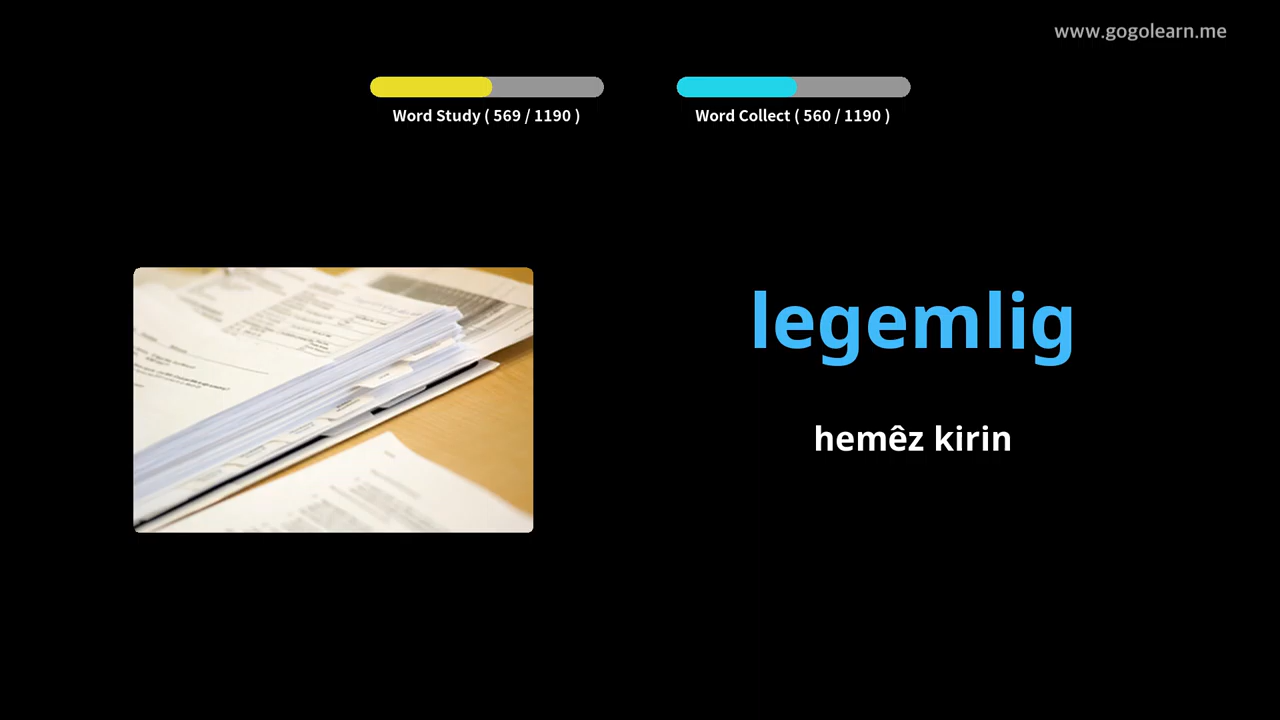 www.gogolearn.me
Word Study ( 569 / 1190 )
Word Collect ( 560 / 1190 )
legemlig
hemêz kirin